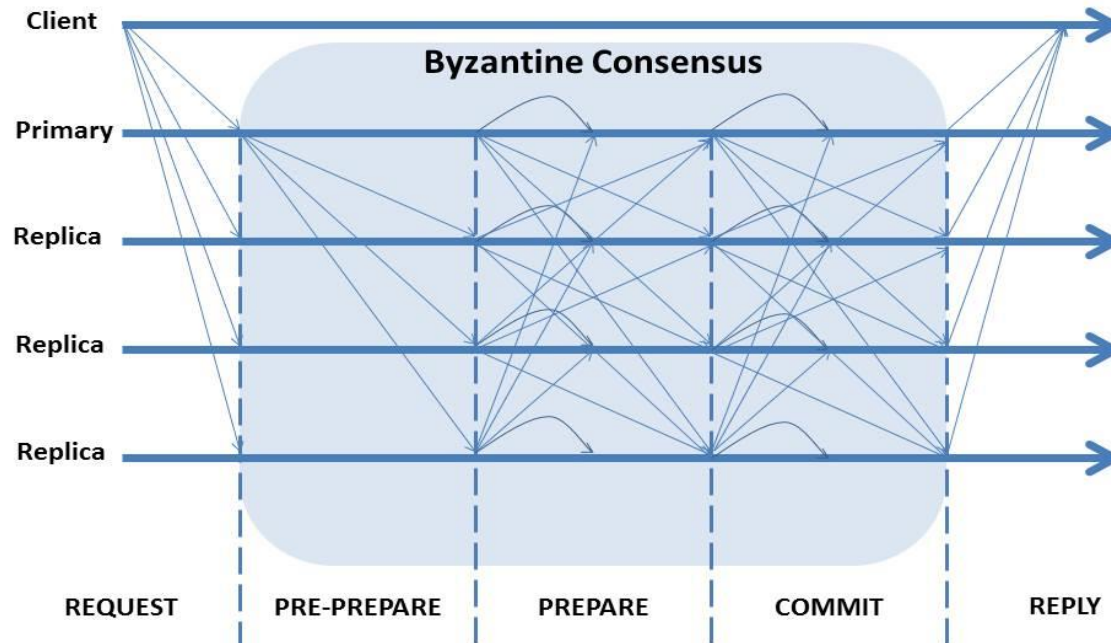 Client
Byzantine Consensus
Primary
Replica
Replica
Replica
REQUEST PRE-PREPARE PREPARE COMMIT REPLY